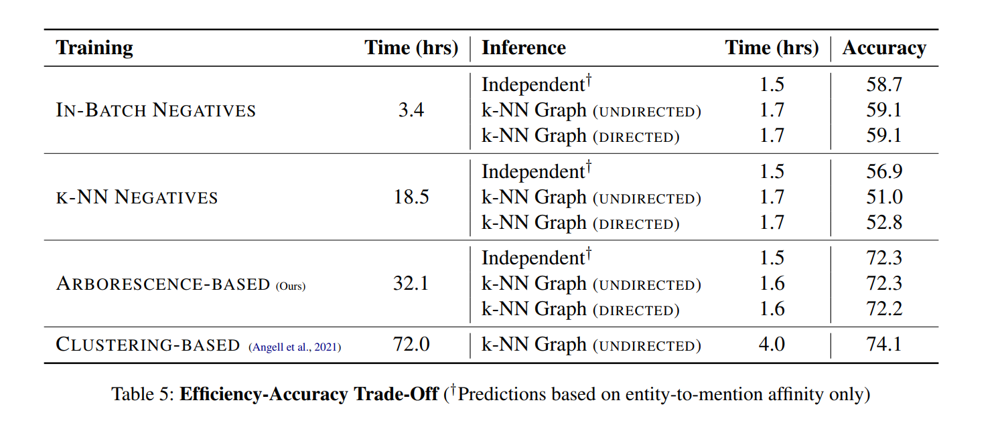 Training Time (hrs) Inference Time (hrs) Accuracy
Independent† 1.5 58.7
IN-BATCH NEGATIVES 3.4 k-NN Graph (UNDIRECTED) 1.7 59.1
k-NN Graph (DIRECTED) 1.7 59.1
Independent† 1.5 56.9
K-NN NEGATIVES 18.5 k-NN Graph (UNDIRECTED) 1.7 51.0
k-NN Graph (DIRECTED) 1.7 52.8
Independent† 1.5 72.3
ARBORESCENCE-BASED (Ours) 32.1 k-NN Graph (UNDIRECTED) 1.6 72.3
k-NN Graph (DIRECTED) 1.6 72.2
CLUSTERING-BASED (Angell et al., 2021) 72.0 k-NN Graph (UNDIRECTED) 4.0 74.1
Table 5: Efficiency-Accuracy Trade-Off (†Predictions based on entity-to-mention affinity only)